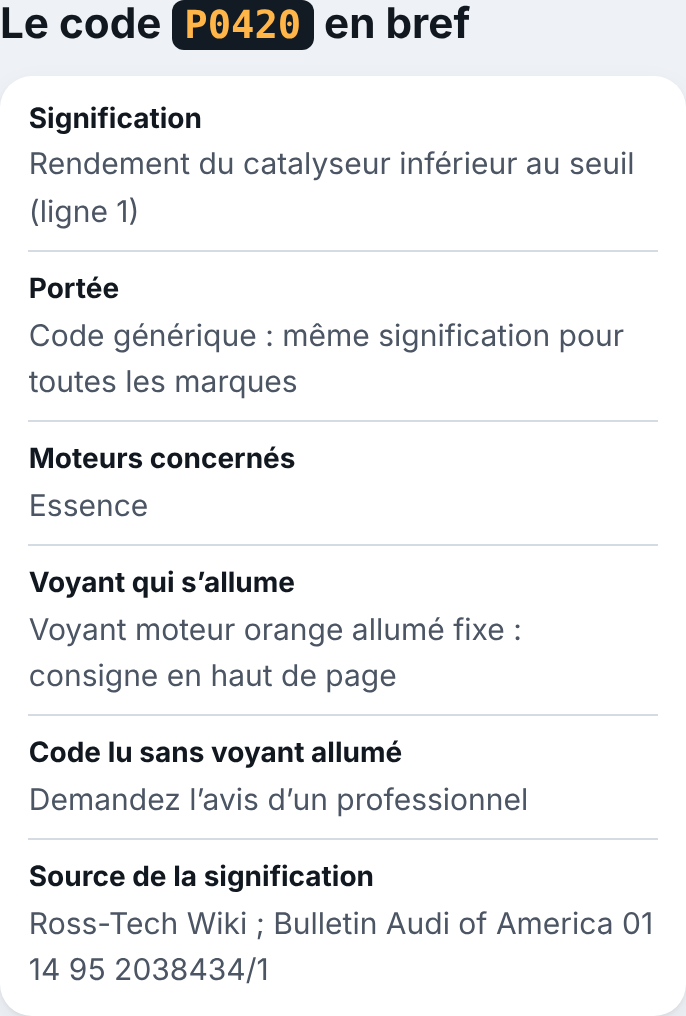 Le code P0420 en bref
Signification
Rendement du catalyseur inférieur au seuil
(ligne 1)
Portée
Code générique : même signification pour
toutes les marques
Moteurs concernés
Essence
Voyant qui s’allume
Voyant moteur orange allumé fixe :
consigne en haut de page
Code lu sans voyant allumé
Demandez l’avis d’un professionnel
Source de la signification
Ross-Tech Wiki ; Bulletin Audi of America 01
14 95 2038434/1